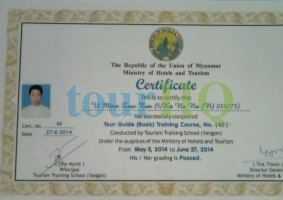 The Republic of the Union of Myanmar
Ministry of Hotels and Tourism
Certificate
This is to certify that
U Minn Zaw Tun
has successfully completed
Tour Guide (Basic) Training Course, No. (45)
Conducted by Tourism Training School (Yangon)
Under the auspices of the Ministry of Hotels and Tourism
From May 5, 2014 to June 27, 2014
His / Her grading is Passed.
Cert. No. M
27-6-2014
Principal
Tourism Training School (Yangon)
Director General
Ministry of Hotels &